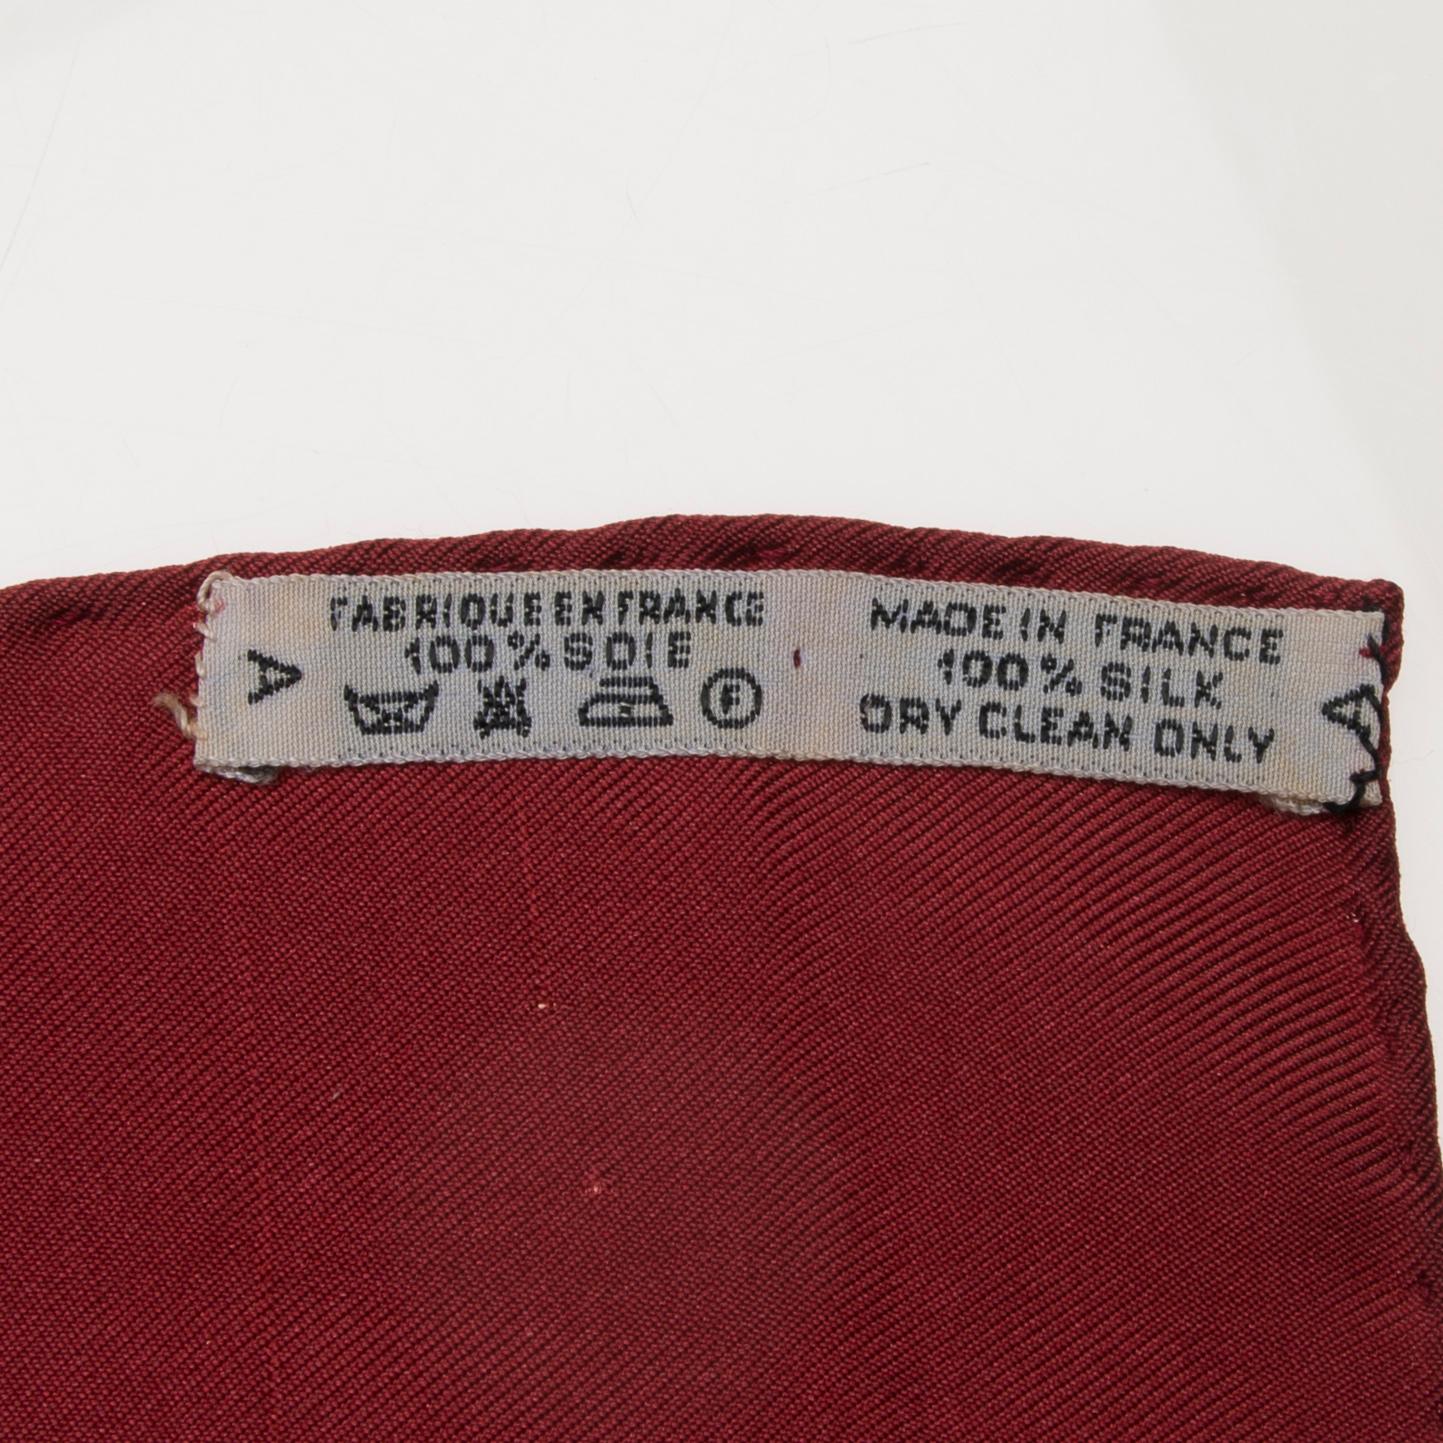 FABRIQUE EN FRANCE
100% SOIE
A
F
MADE IN FRANCE
100% SILK
DRY CLEAN ONLY
A